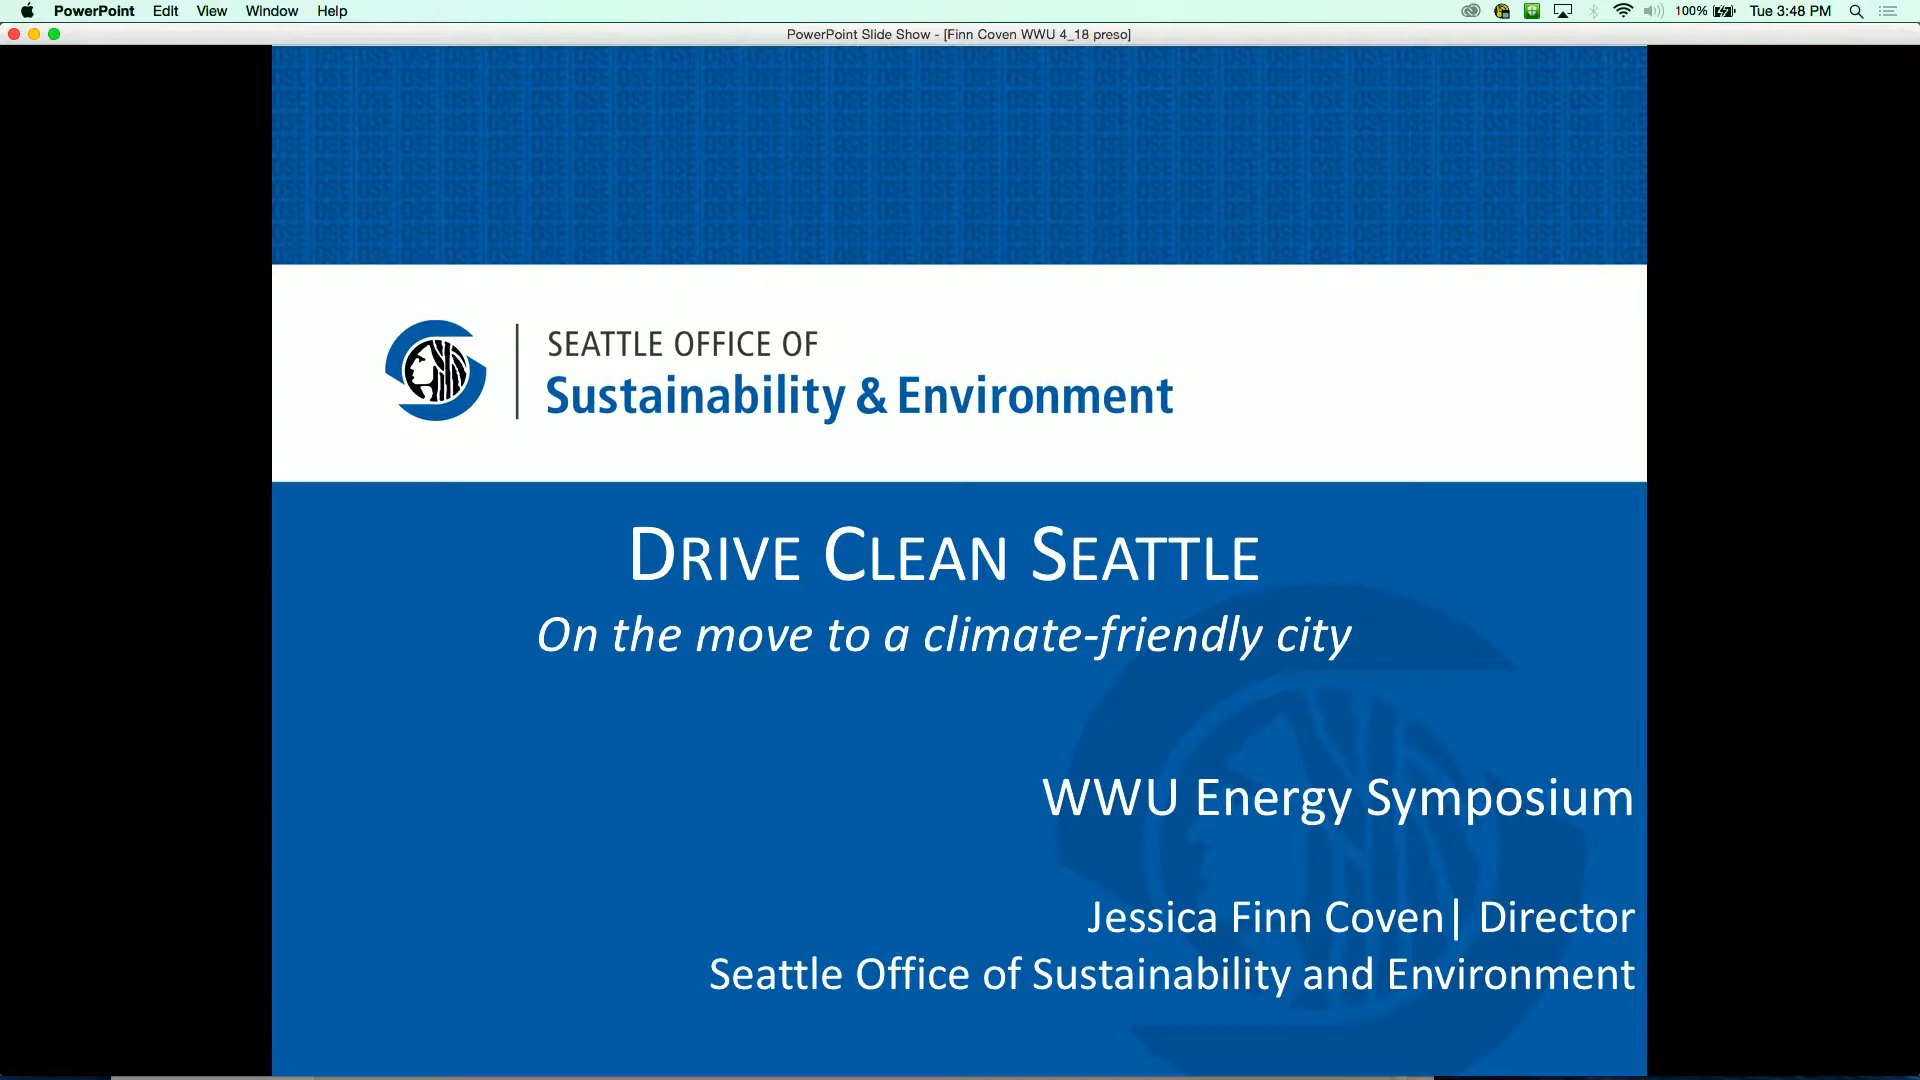 PowerPoint Edit View Window Help 100% Tue 3:48 PM
PowerPoint Slide Show - [Finn Coven WWU 4_18 preso]
SEATTLE OFFICE OF
Sustainability & Environment
DRIVE CLEAN SEATTLE
On the move to a climate-friendly city
WWU Energy Symposium
Jessica Finn Coven| Director
Seattle Office of Sustainability and Environment